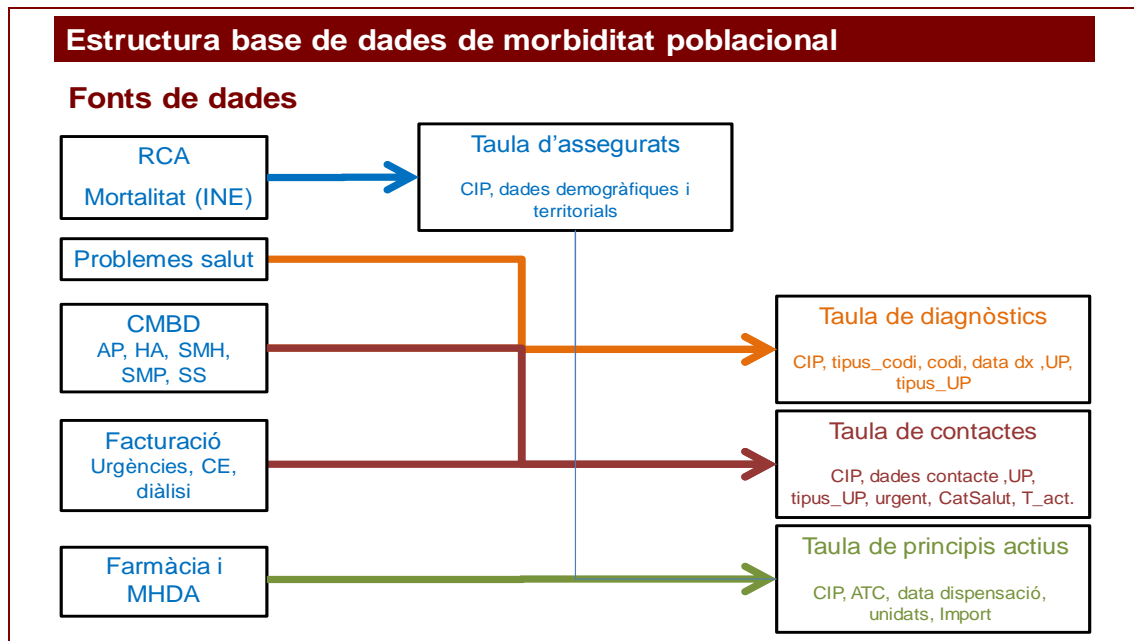 Estructura base de dades de morbiditat poblacional
Fonts de dades
RCA
Mortalitat (INE)
Taula d’assegurats
CIP, dades demogràfiques i
territorials
Problemes salut
CMBD
AP, HA, SMH,
SMP, SS
Taula de diagnòstics
CIP, tipus_codi, codi, data dx ,UP,
tipus_UP
Facturació
Urgències, CE,
diàlisi
Taula de contactes
CIP, dades contacte ,UP,
tipus_UP, urgent, CatSalut, T_act.
Farmàcia i
MHDA
Taula de principis actius
CIP, ATC, data dispensació,
unidats, Import